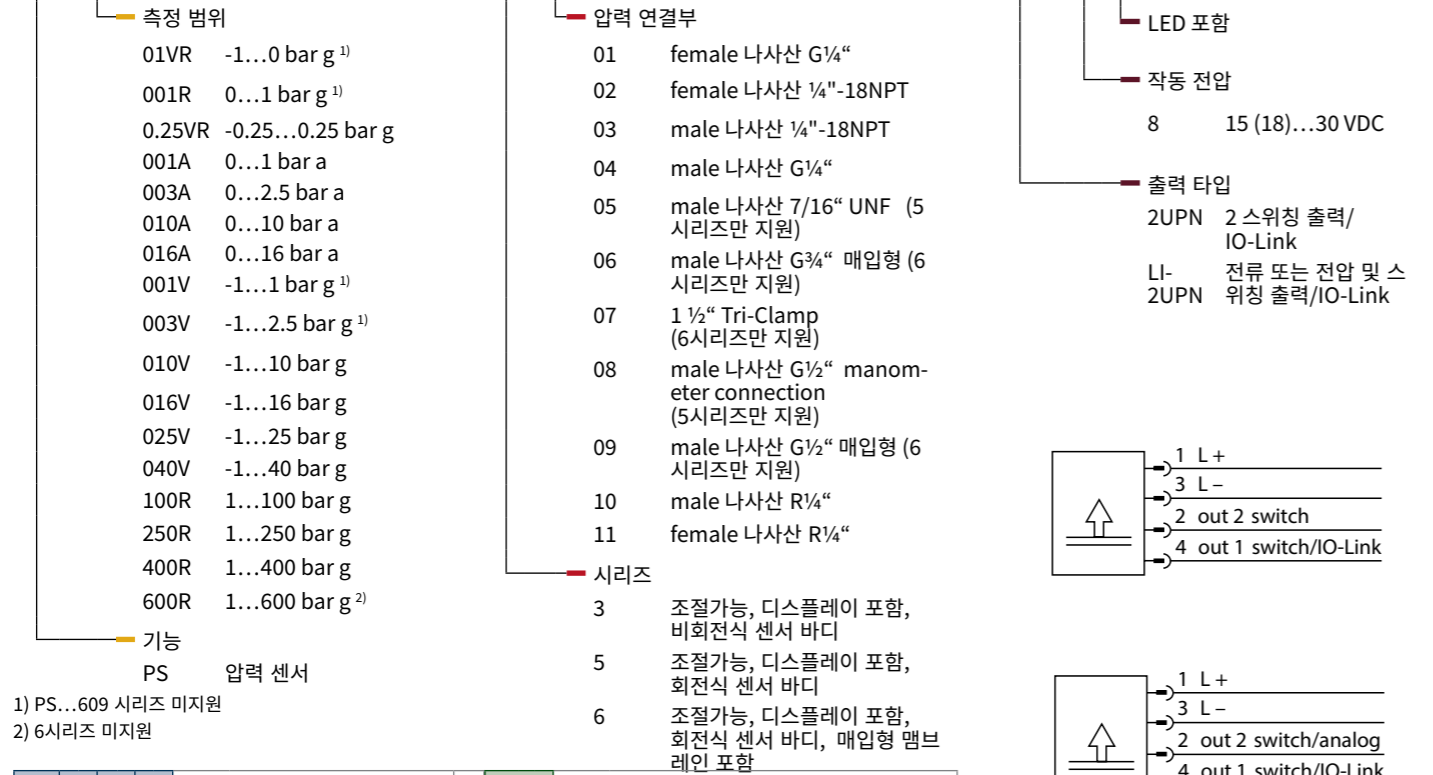 측정 범위
01VR -1…0 bar g 1)
001R 0…1 bar g 1)
0.25VR -0.25…0.25 bar g
001A 0…1 bar a
003A 0…2.5 bar a
010A 0…10 bar a
016A 0…16 bar a
001V -1…1 bar g 1)
003V -1…2.5 bar g 1)
010V -1…10 bar g
016V -1…16 bar g
025V -1…25 bar g
040V -1…40 bar g
100R 1…100 bar g
250R 1…250 bar g
400R 1…400 bar g
600R 1…600 bar g 2)
기능
PS 압력 센서
1) PS…609 시리즈 미지원
2) 6시리즈 미지원
압력 연결부
01 female 나사산 G¼“
02 female 나사산 ¼"-18NPT
03 male 나사산 ¼"-18NPT
04 male 나사산 G¼“
05 male 나사산 7/16“ UNF (5
시리즈만 지원)
06 male 나사산 G¾“ 매입형 (6
시리즈만 지원)
07 1 ½“ Tri-Clamp
(6시리즈만 지원)
08 male 나사산 G½“ manom-
eter connection
(5시리즈만 지원)
09 male 나사산 G½“ 매입형 (6
시리즈만 지원)
10 male 나사산 R¼“
11 female 나사산 R¼“
시리즈
3 조절가능, 디스플레이 포함,
비회전식 센서 바디
5 조절가능, 디스플레이 포함,
회전식 센서 바디
6 조절가능, 디스플레이 포함,
회전식 센서 바디, 매입형 맴브
레인 포함
LED 포함
작동 전압
8 15 (18)…30 VDC
출력 타입
2UPN 2 스위칭 출력/
IO-Link
LI- 전류 또는 전압 및 스
2UPN 위칭 출력/IO-Link
1 L +
3 L –
2 out 2 switch
4 out 1 switch/IO-Link
1 L +
3 L –
2 out 2 switch/analog
4 out 1 switch/IO-Link